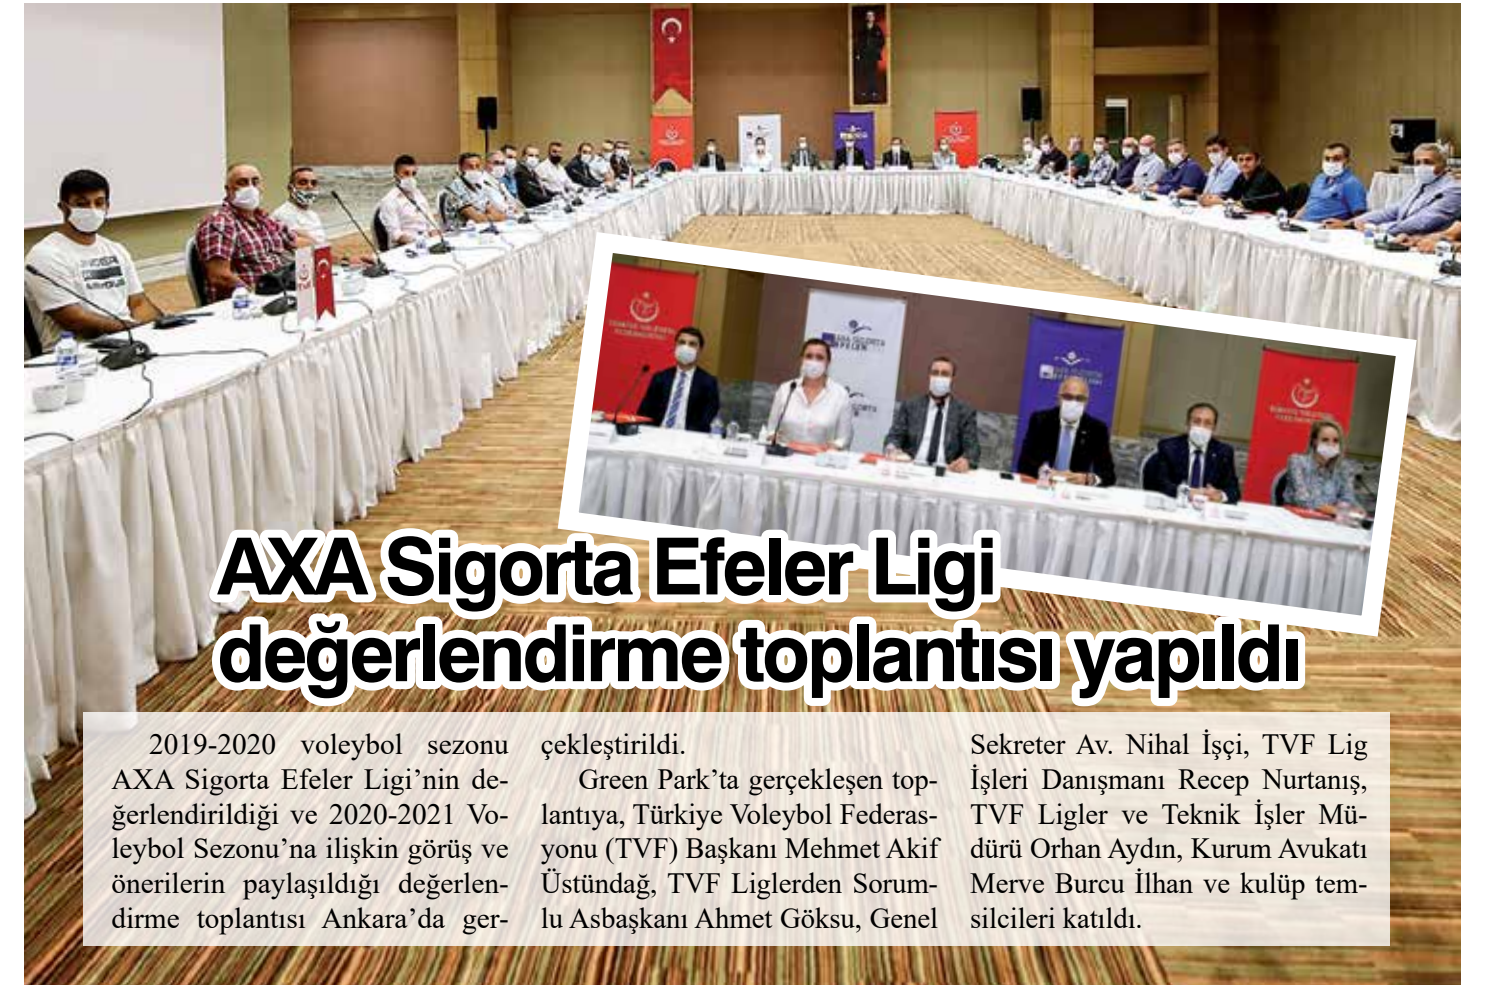 AXA Sigorta Efeler Ligi
değerlendirme toplantısı yapıldı
2019-2020 voleybol sezonu
AXA Sigorta Efeler Ligi’nin de-
ğerlendirildiği ve 2020-2021 Vo-
leybol Sezonu’na ilişkin görüş ve
önerilerin paylaşıldığı değerlen-
dirme toplantısı Ankara’da ger-
çekleştirildi.
Green Park’ta gerçekleşen top-
lantıya, Türkiye Voleybol Federas-
yonu (TVF) Başkanı Mehmet Akif
Üstündağ, TVF Liglerden Sorum-
lu Asbaşkanı Ahmet Göksu, Genel
Sekreter Av. Nihal İşçi, TVF Lig
İşleri Danışmanı Recep Nurtanış,
TVF Ligler ve Teknik İşler Mü-
dürü Orhan Aydın, Kurum Avukatı
Merve Burcu İlhan ve kulüp tem-
silcileri katıldı.